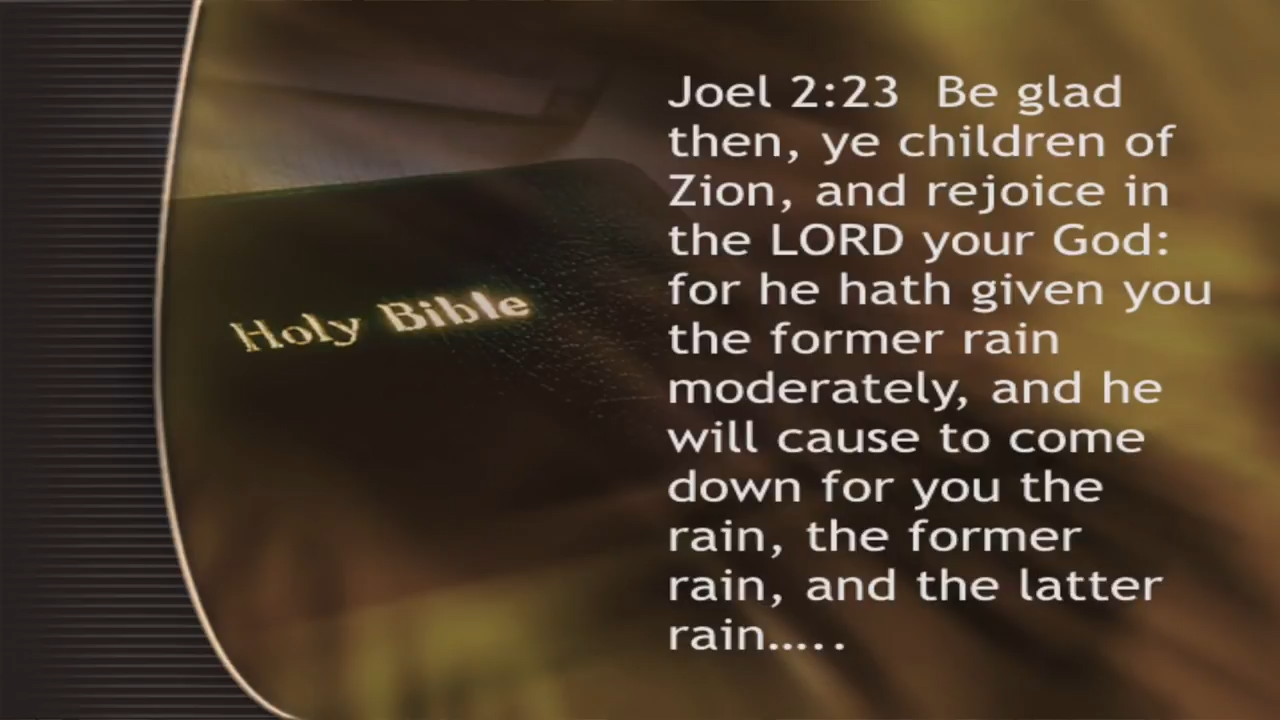 Holy Bible
Joel 2:23  Be glad
then, ye children of
Zion, and rejoice in
the LORD your God:
for he hath given you
the former rain
moderately, and he
will cause to come
down for you the
rain, the former
rain, and the latter
rain.....